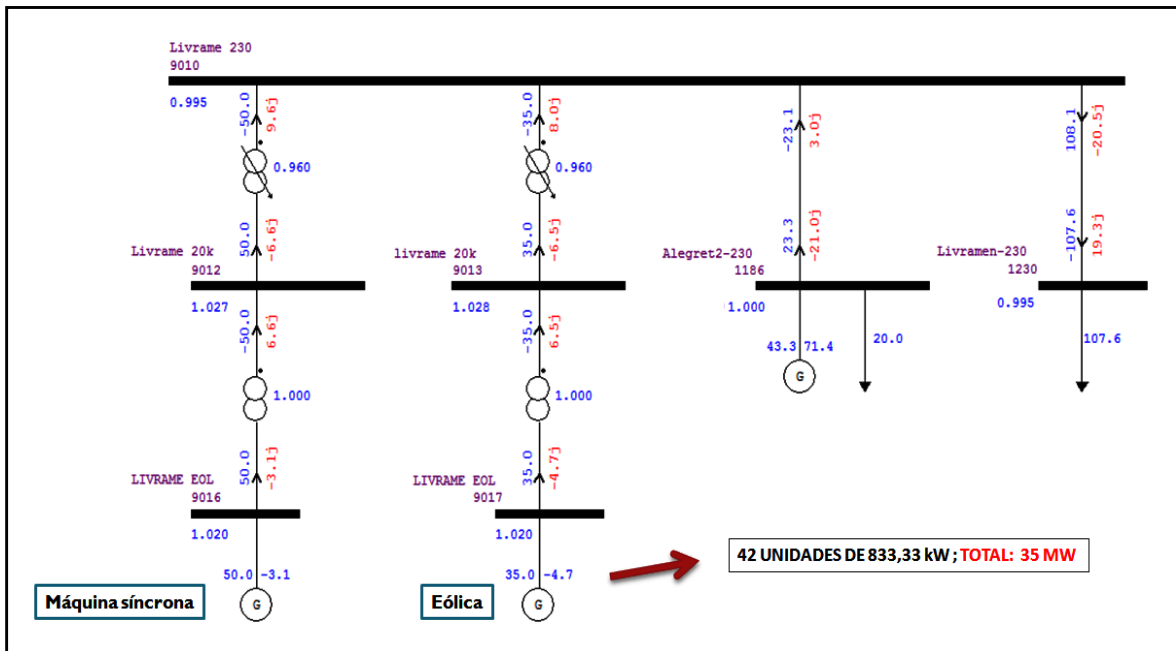 Livrame 230
9010
0.995
-50.0
9.6j
0.960
50.0
-6.6j
Livrame 20k
9012
1.027
-50.0
6.6j
1.000
50.0
-3.1j
LIVRAME EOL
9016
1.020
50.0 -3.1
G
Máquina síncrona
-35.0
8.0j
0.960
35.0
-6.5j
livrame 20k
9013
1.028
-35.0
6.5j
1.000
35.0
-4.7j
LIVRAME EOL
9017
1.020
35.0 -4.7
G
Eólica
42 UNIDADES DE 833,33 kW ; TOTAL: 35 MW
-23.1
3.0j
23.3
-21.0j
Alegret2-230
1186
1.000
43.3 71.4
G
20.0
108.1
-20.5j
-107.6
19.3j
Livramen-230
1230
0.995
107.6